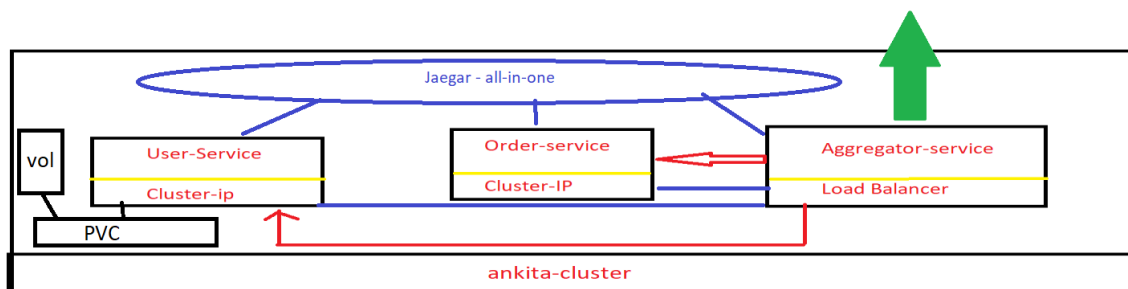 Jaegar - all-in-one
vol
User-Service
Cluster-ip
PVC
Order-service
Cluster-IP
Aggregator-service
Load Balancer
ankita-cluster